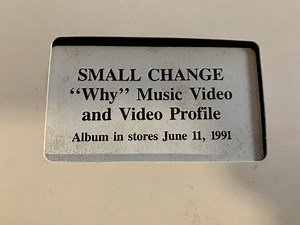 SMALL CHANGE
“Why” Music Video
and Video Profile
Album in stores June 11, 1991